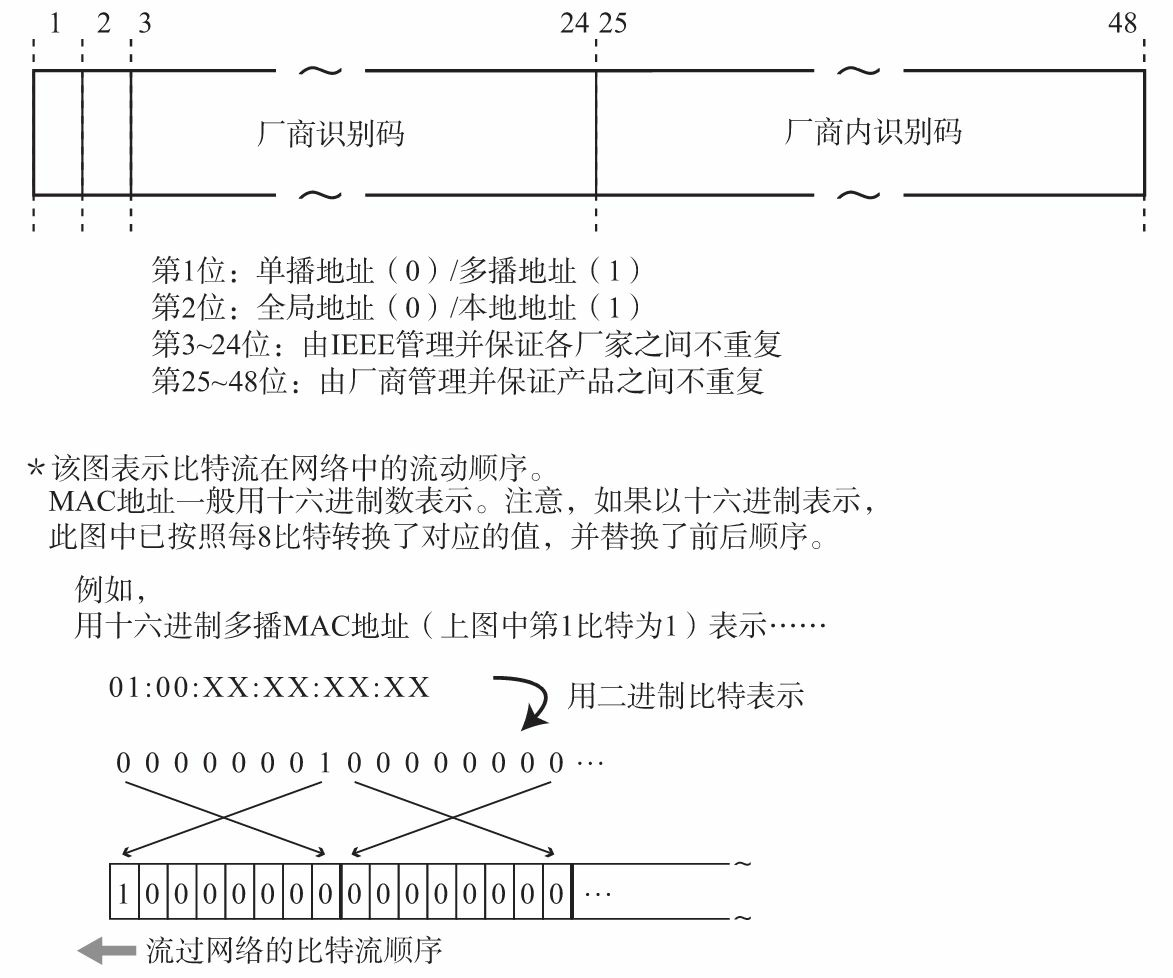 1 2 3 24 25 48
厂商识别码 厂商内识别码
第1位：单播地址（0）/多播地址（1）
第2位：全局地址（0）/本地地址（1）
第3~24位：由IEEE管理并保证各厂家之间不重复
第25~48位：由厂商管理并保证产品之间不重复
＊该图表示比特流在网络中的流动顺序。
MAC地址一般用十六进制数表示。注意，如果以十六进制表示，
此图中已按照每8比特转换了对应的值，并替换了前后顺序。
例如，
用十六进制多播MAC地址（上图中第1比特为1）表示……
01:00:XX:XX:XX:XX
用二进制比特表示
0 0 0 0 0 0 0 1 0 0 0 0 0 0 0 0 …
1 0 0 0 0 0 0 0 0 0 0 0 0 0 0 0 …
流过网络的比特流顺序